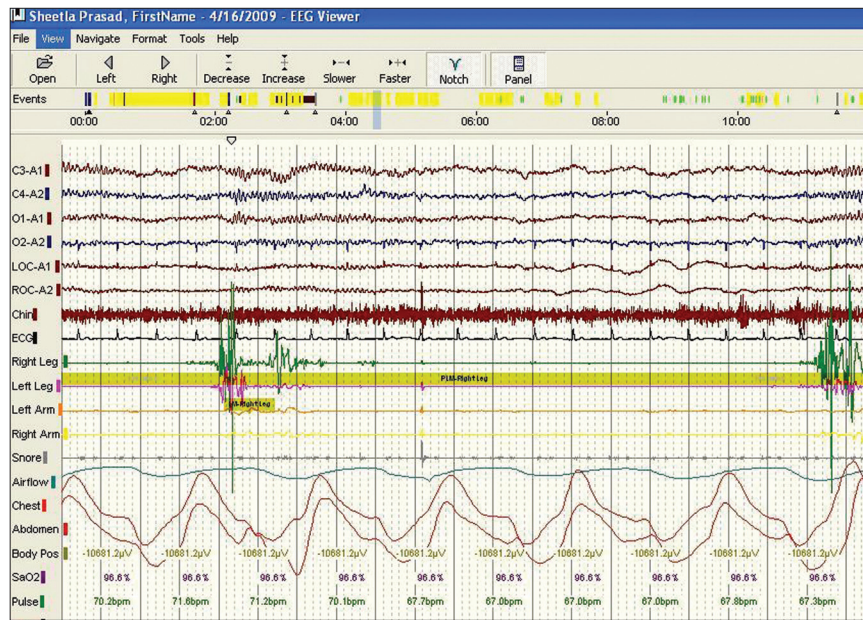 Sheetla Prasad, FirstName - 4/16/2009 - EEG Viewer
File View Navigate Format Tools Help
Open Left Right Decrease Increase Slower Faster Notch Panel
Events
00:00 02:00 04:00 06:00 08:00 10:00
C3-A1
C4-A2
O1-A1
O2-A2
LOC-A1
ROC-A2
Chin
ECG
Right Leg
PLM-RightLeg
Left Leg
Left Arm
Right Arm
Snore
Airflow
Chest
Abdomen
Body Pos -10681.2µV -10681.2µV -10681.2µV -10681.2µV -10681.2µV -10681.2µV -10681.2µV -10681.2µV -10681.2µV -10681.2µV
SaO2 96.6% 96.6% 96.6% 96.6% 96.6% 96.6% 96.6% 96.6% 96.6% 96.6%
Pulse 70.2bpm 71.6bpm 71.2bpm 70.1bpm 67.7bpm 67.0bpm 67.0bpm 67.0bpm 67.8bpm 67.3bpm